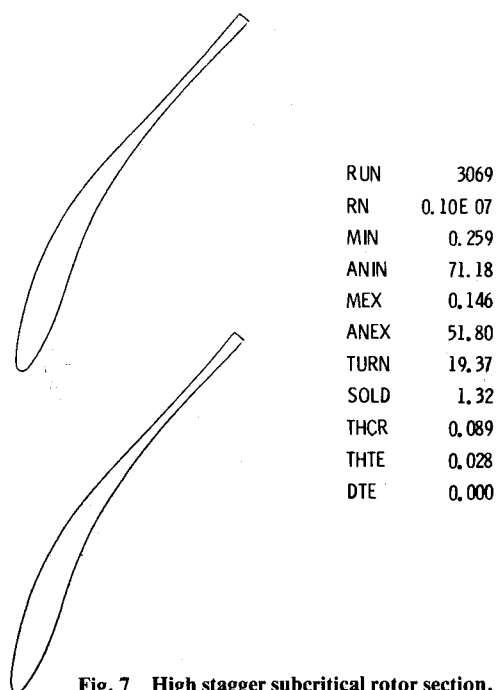 RUN 3069
RN 0.10E 07
MIN 0.259
ANIN 71.18
MEX 0.146
ANEX 51.80
TURN 19.37
SOLD 1.32
THCR 0.089
THTE 0.028
DTE 0.000
Fig. 7 High stagger subcritical rotor section.